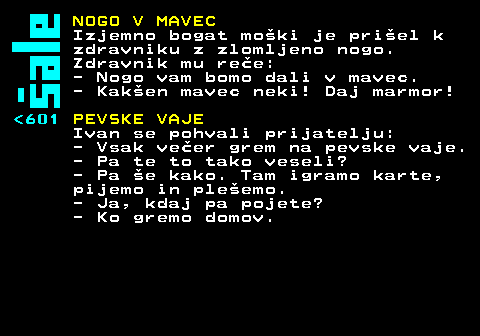 šale
NOGO V MAVEC
Izjemno bogat moški je prišel k
zdravniku z zlomljeno nogo.
Zdravnik mu reče:
- Nogo vam bomo dali v mavec.
- Kakšen mavec neki! Daj marmor!
<601 PEVSKE VAJE
Ivan se pohvali prijatelju:
- Vsak večer grem na pevske vaje.
- Pa te to tako veseli?
- Pa še kako. Tam igramo karte,
pijemo in plešemo.
- Ja, kdaj pa pojete?
- Ko gremo domov.